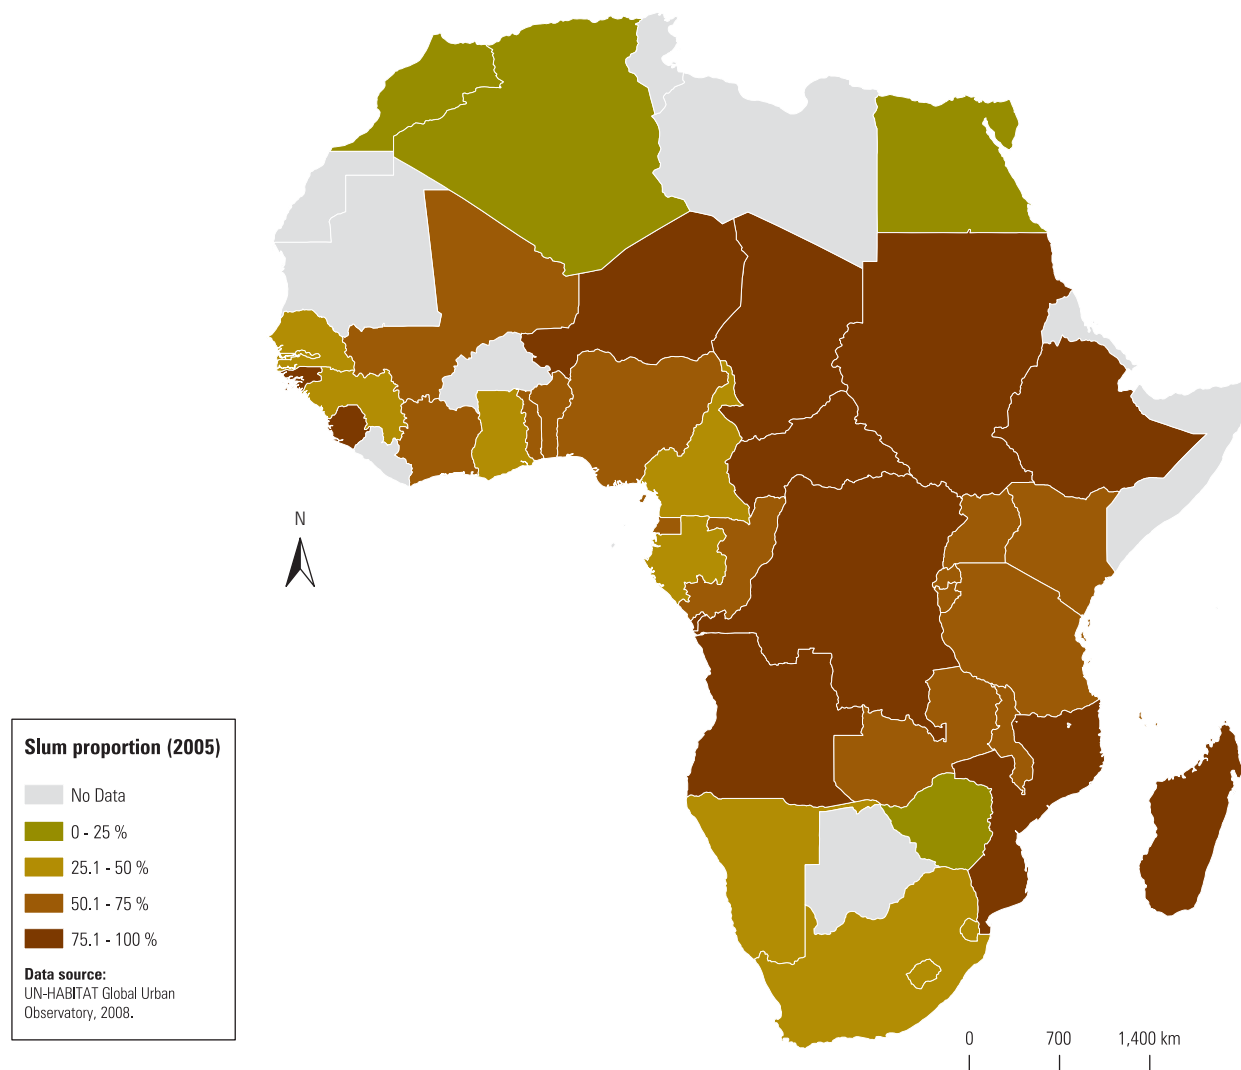 N
Slum proportion (2005)
No Data
0 - 25 %
25.1 - 50 %
50.1 - 75 %
75.1 - 100 %
Data source:
UN-HABITAT Global Urban
Observatory, 2008.
0 700 1,400 km